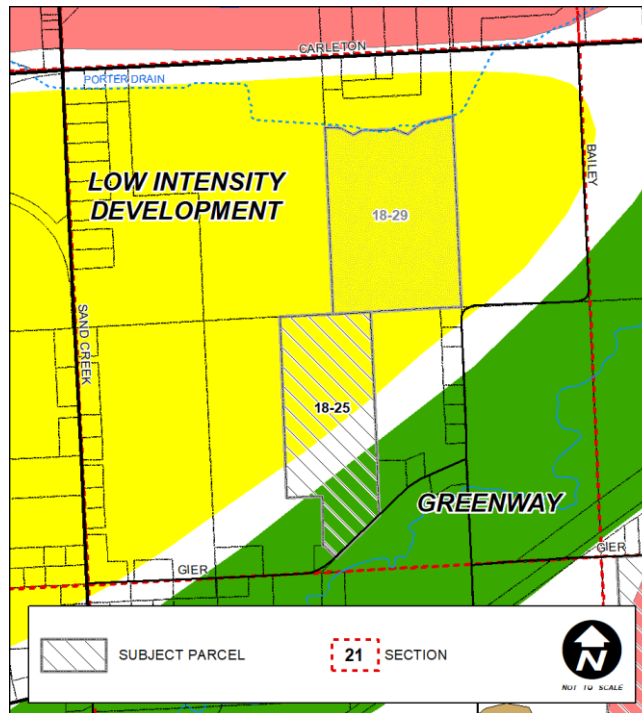 CARLETON
PORTER DRAIN
BAILEY
LOW INTENSITY
DEVELOPMENT
18-29
SAND CREEK
18-25
GREENWAY
GIER
GIER
SUBJECT PARCEL
21 SECTION
N
NOT TO SCALE